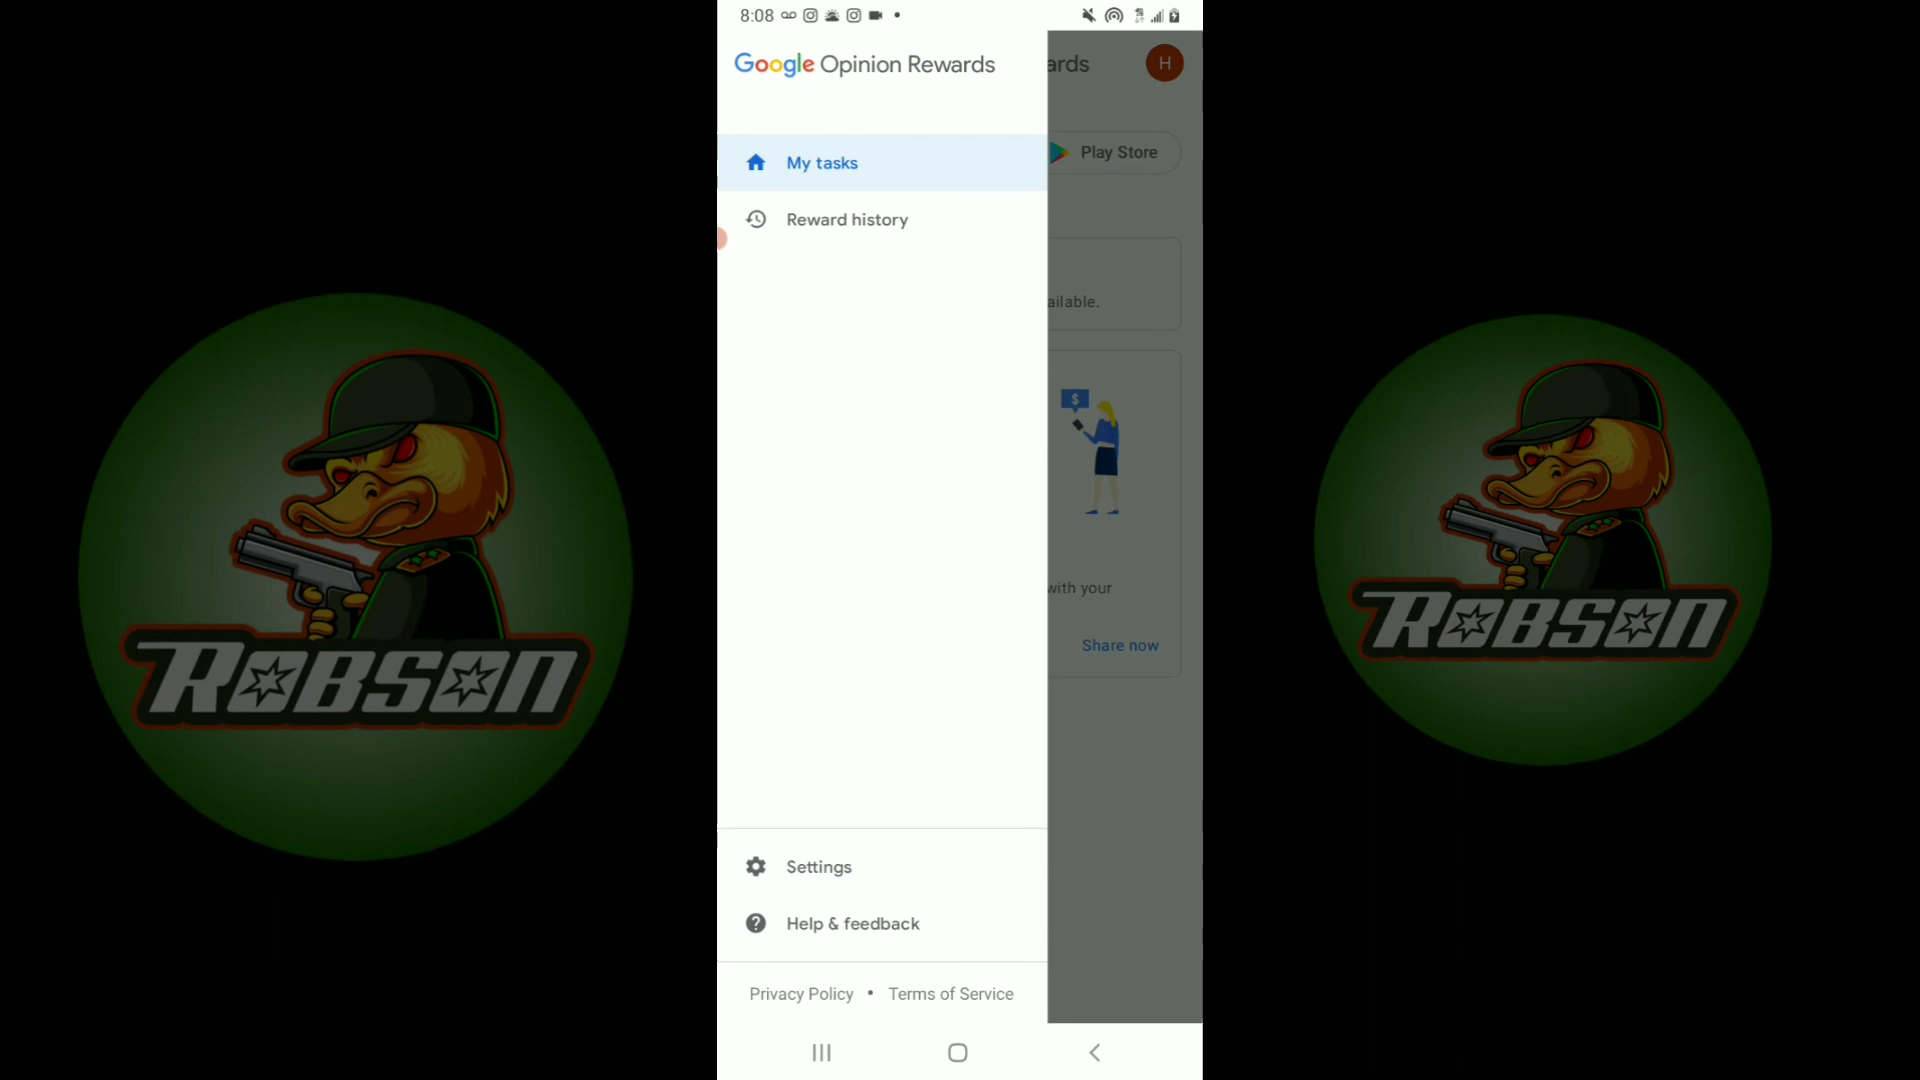 8:08
Google Opinion Rewards
ards
H
My tasks
Play Store
Reward history
ailable.
$
with your
Share now
Settings
Help & feedback
Privacy Policy • Terms of Service
ROBSON
ROBSON